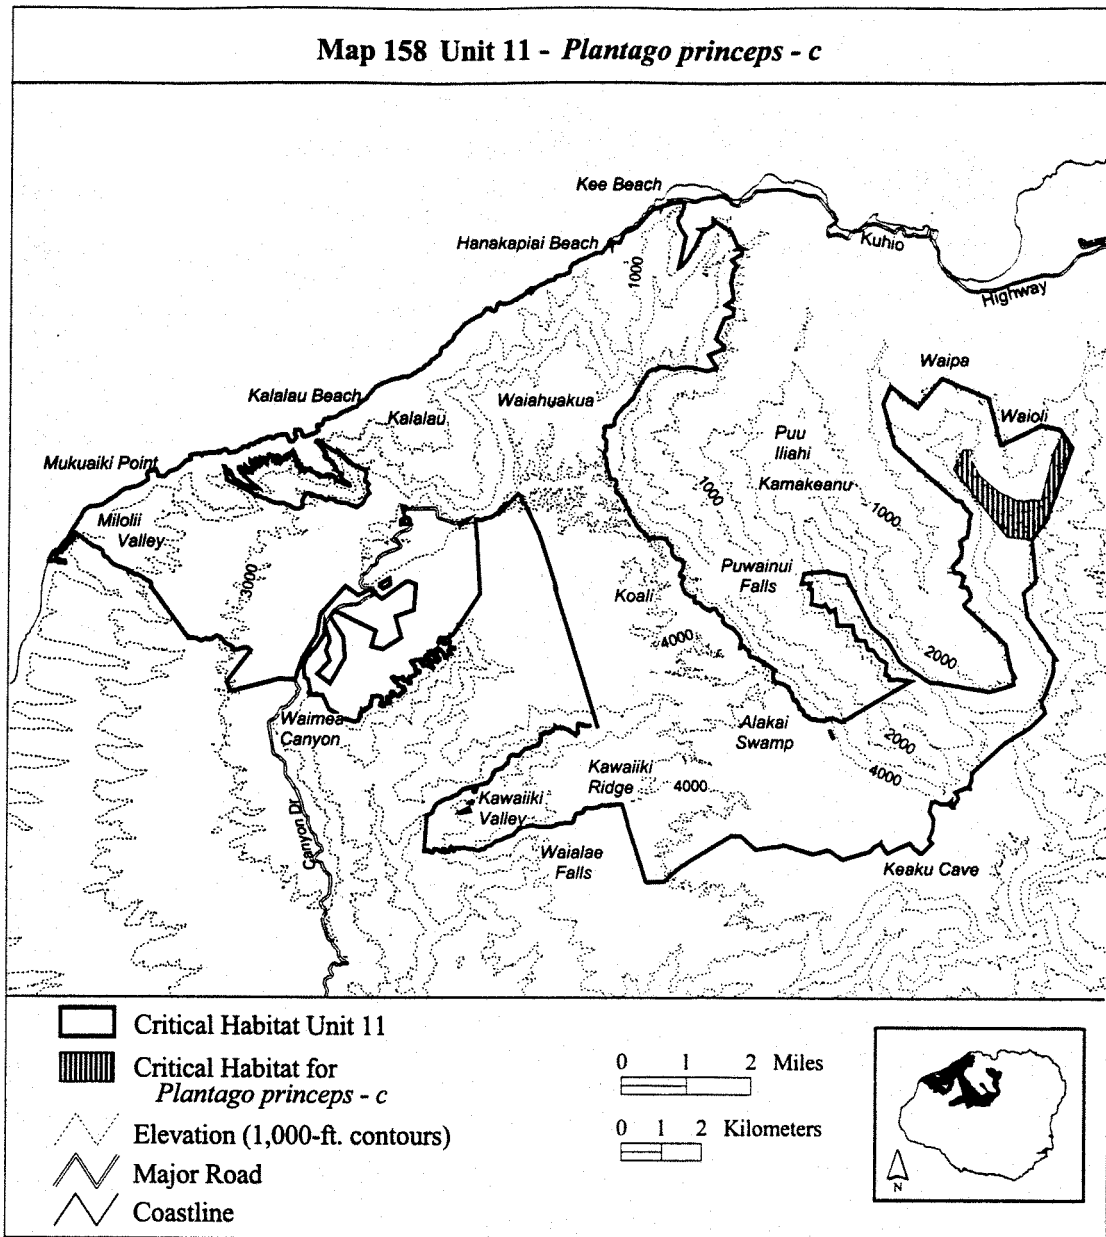 Map 158 Unit 11 - Plantago princeps - c
Kee Beach
Hanakapiai Beach
Kuhio
Highway
1000
Waipa
Kalalau Beach
Kalalau
Waiahuakua
Waioli
Puu
Iliahi
Mukuaiki Point
Kamakeanu
1000
1000
Milolii
Valley
3000
Puwainui
Falls
Koali
4000
2000
Waimea
Canyon
Alakai
Swamp
2000
4000
Kawaiiki
Ridge
4000
Kawaiiki
Valley
Canyon Dr
Waialae
Falls
Keaku Cave
Critical Habitat Unit 11
Critical Habitat for
Plantago princeps - c
Elevation (1,000-ft. contours)
Major Road
Coastline
0 1 2 Miles
0 1 2 Kilometers
N